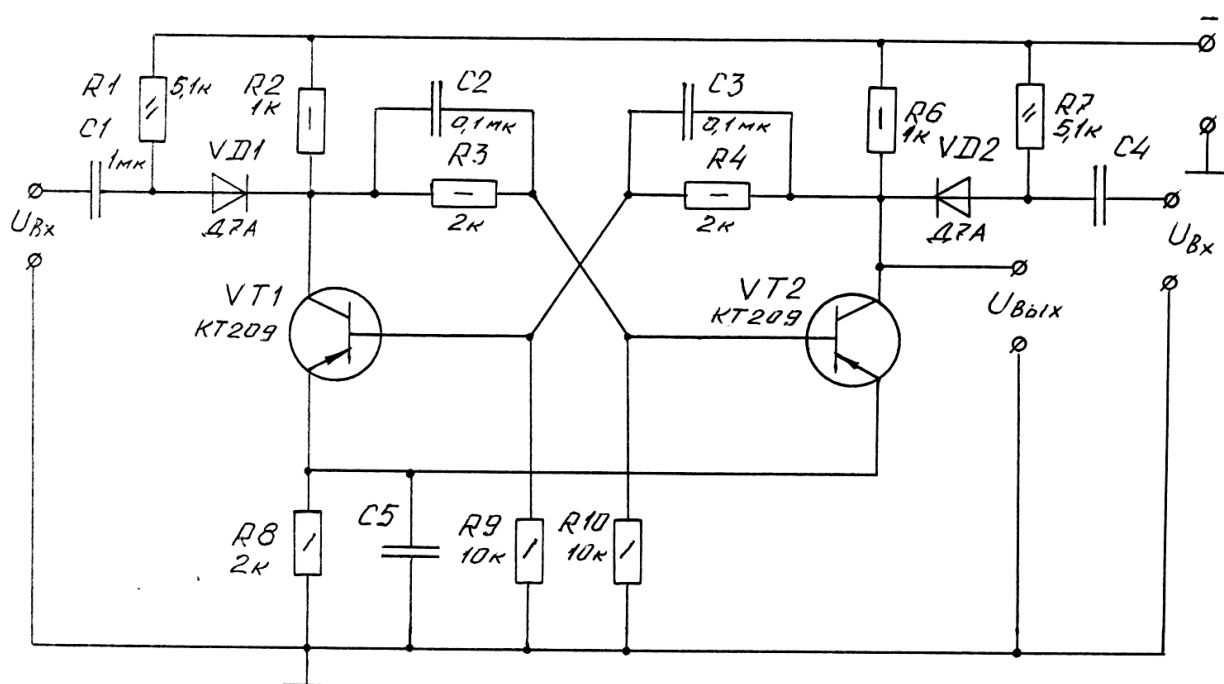 R1
5,1к
C1
1мк
R2
1к
VD1
Д7А
C2
0,1мк
R3
2к
C3
0,1мк
R4
2к
R6
1к
VD2
Д7А
R7
5,1к
C4
–
Uвх
Uвх
VT1
КТ209
VT2
КТ209
Uвых
R8
2к
C5
R9
10к
R10
10к